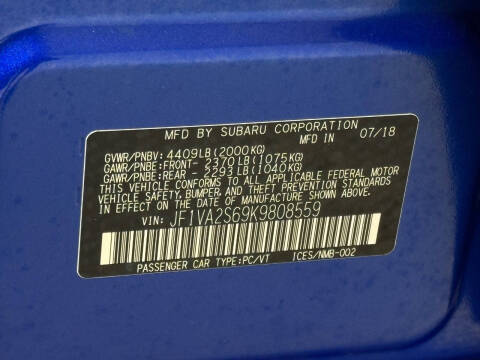 MFD BY SUBARU CORPORATION
MFD IN 07/18
GVWR/PNBV: 4409LB(2000KG)
GAWR/PNBE:FRONT- 2370LB(1075KG)
GAWR/PNBE:REAR - 2293LB(1040KG)
THIS VEHICLE CONFORMS TO ALL APPLICABLE FEDERAL MOTOR
VEHICLE SAFETY, BUMPER, AND THEFT PREVENTION STANDARDS
IN EFFECT ON THE DATE OF MANUFACTURE SHOWN ABOVE.
VIN: JF1VA2S69K9808559
PASSENGER CAR TYPE:PC/VT ICES/NMB-002